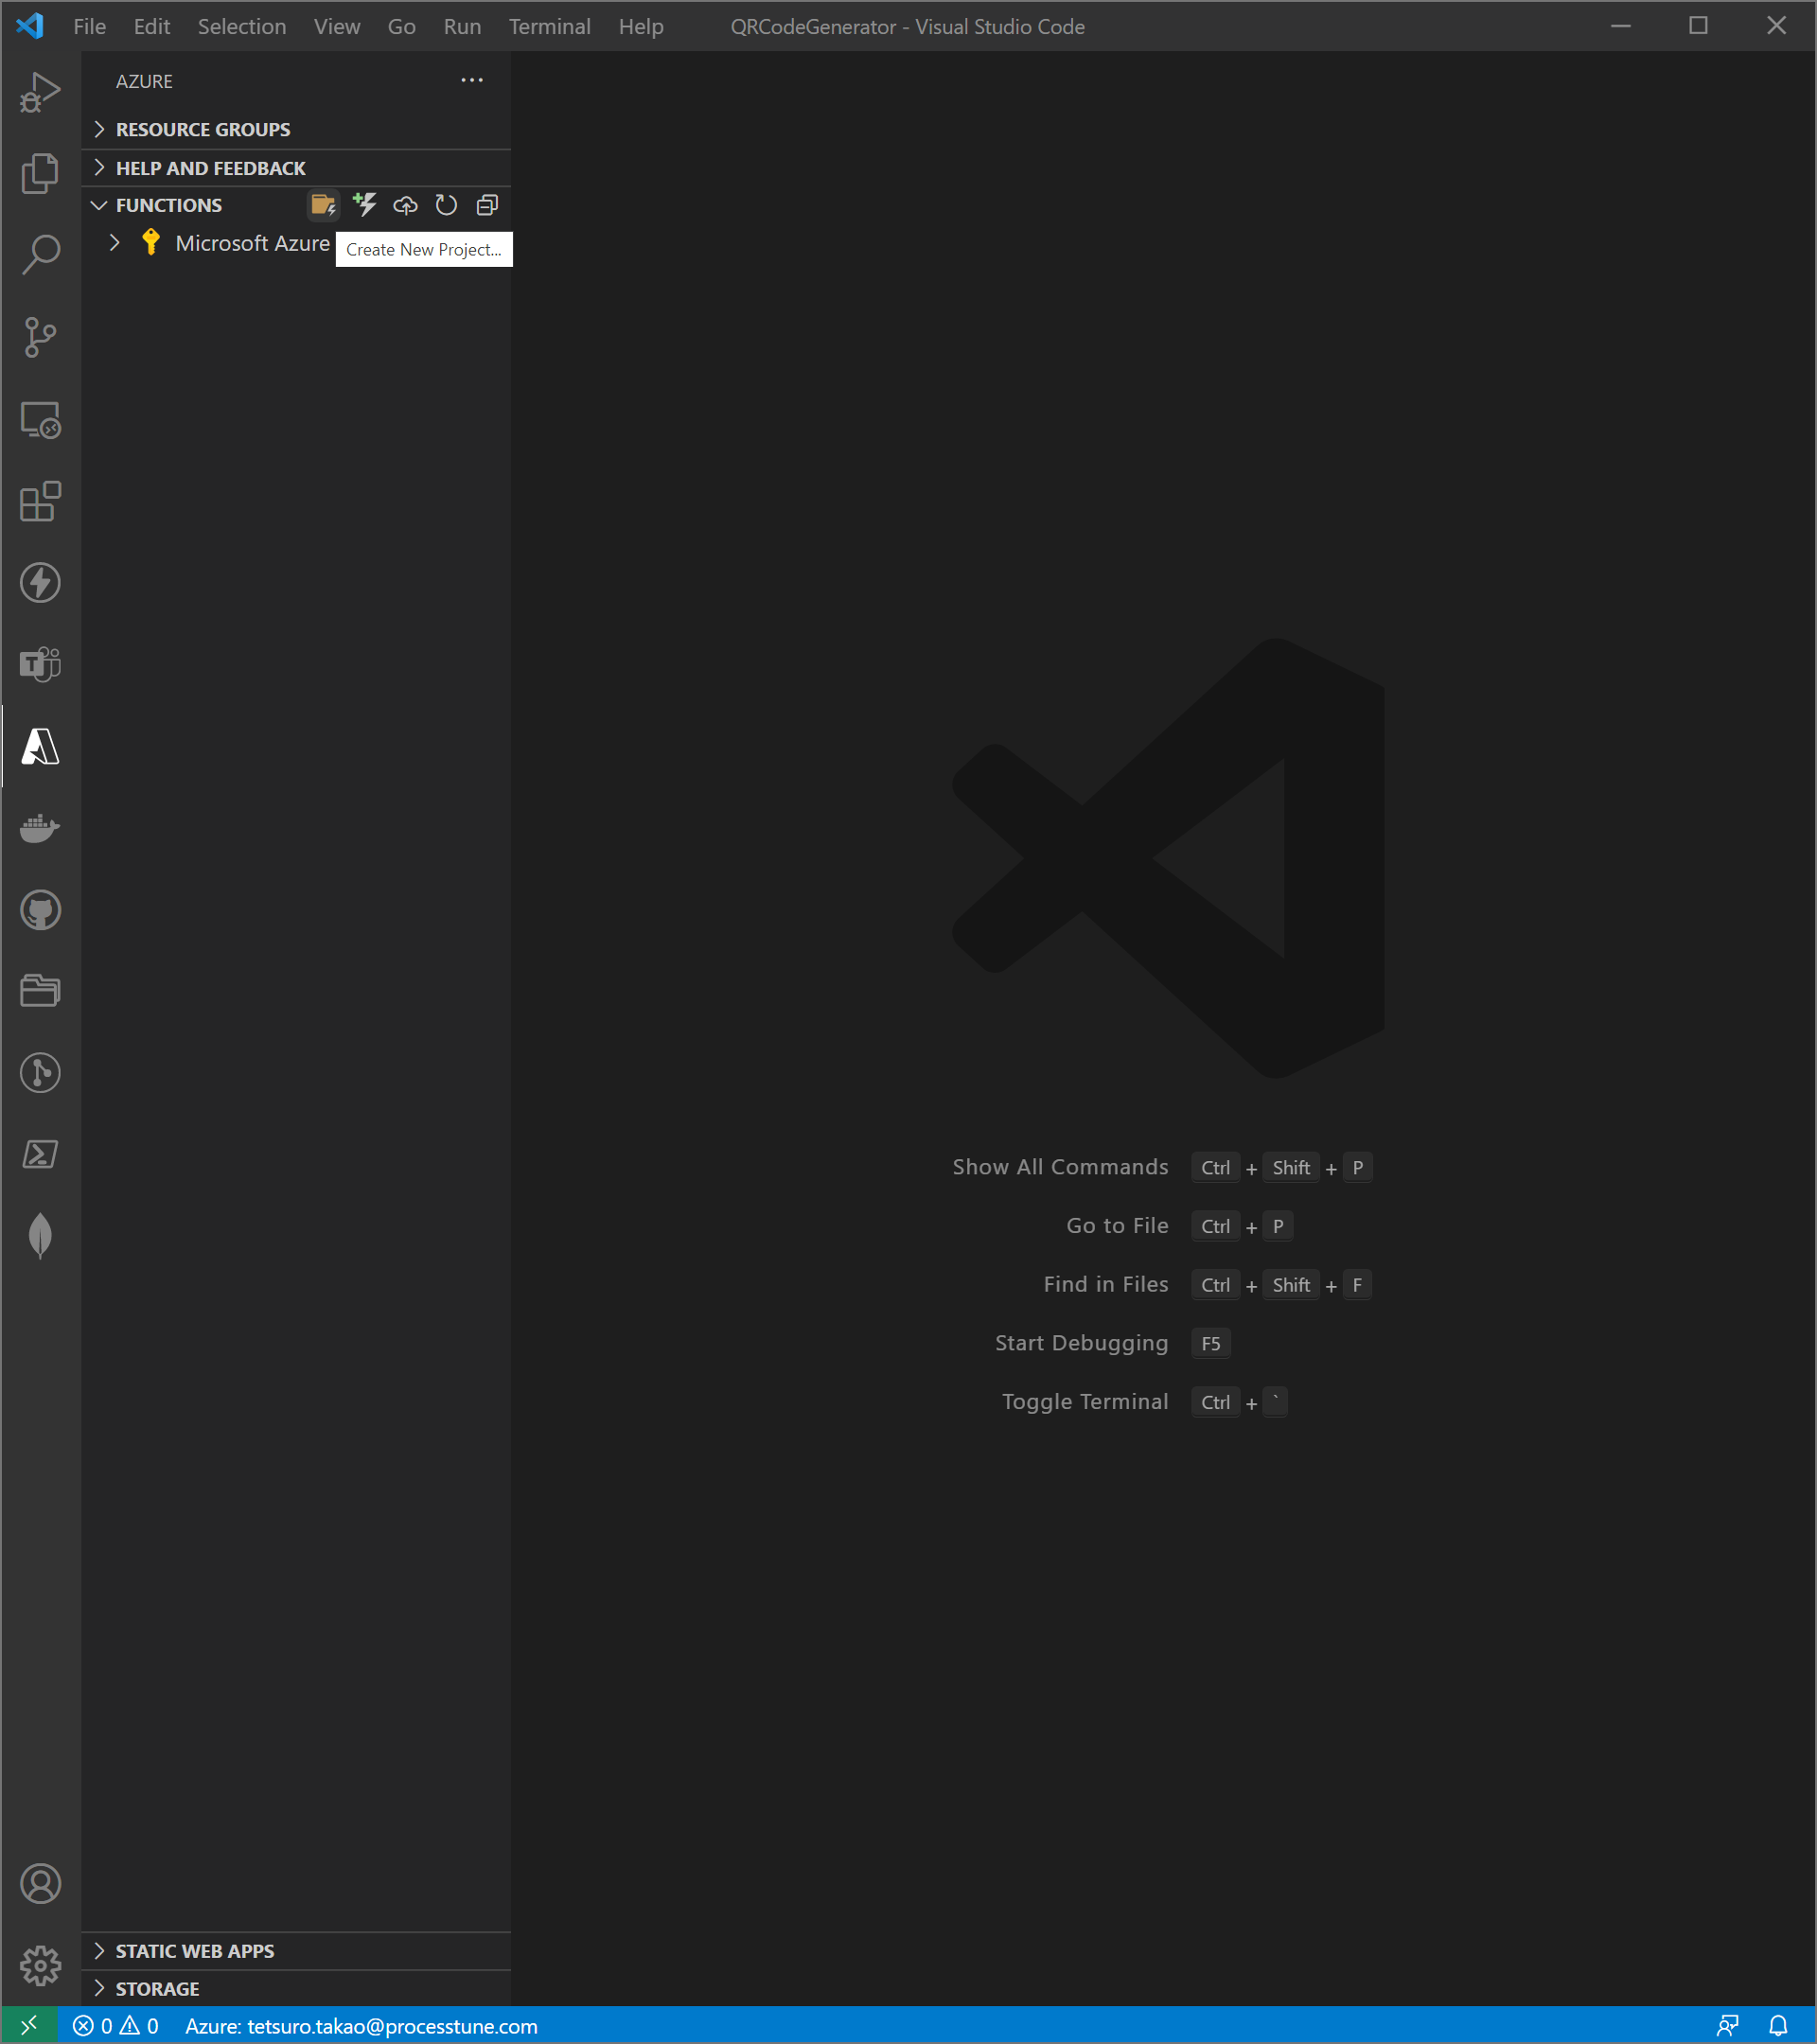 File Edit Selection View Go Run Terminal Help QRCodeGenerator - Visual Studio Code
AZURE
RESOURCE GROUPS
HELP AND FEEDBACK
FUNCTIONS
Microsoft Azure
Create New Project...
Show All Commands Ctrl + Shift + P
Go to File Ctrl + P
Find in Files Ctrl + Shift + F
Start Debugging F5
Toggle Terminal Ctrl + `
STATIC WEB APPS
STORAGE
0 0 Azure: tetsuro.takao@processtune.com